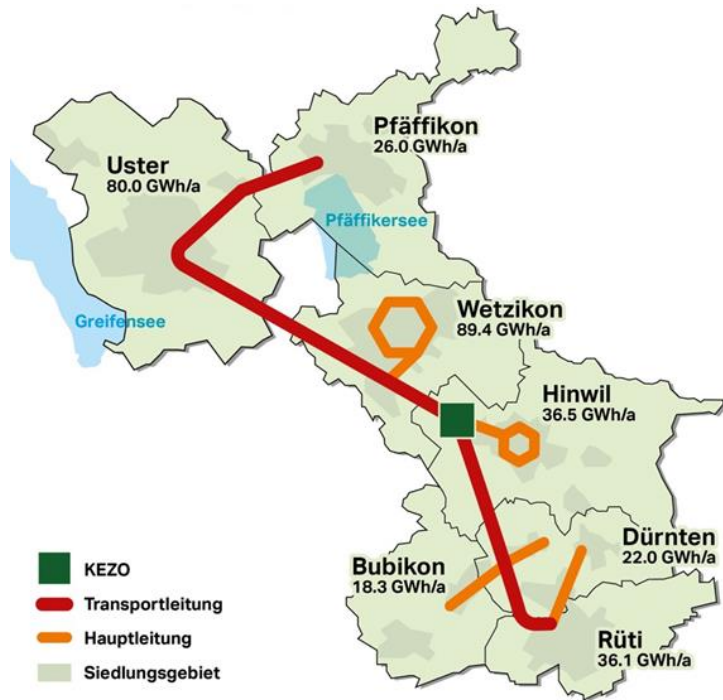 Pfäffikon
26.0 GWh/a
Uster
80.0 GWh/a
Pfäffikersee
Greifensee
Wetzikon
89.4 GWh/a
Hinwil
36.5 GWh/a
Dürnten
22.0 GWh/a
Bubikon
18.3 GWh/a
Rüti
36.1 GWh/a
KEZO
Transportleitung
Hauptleitung
Siedlungsgebiet